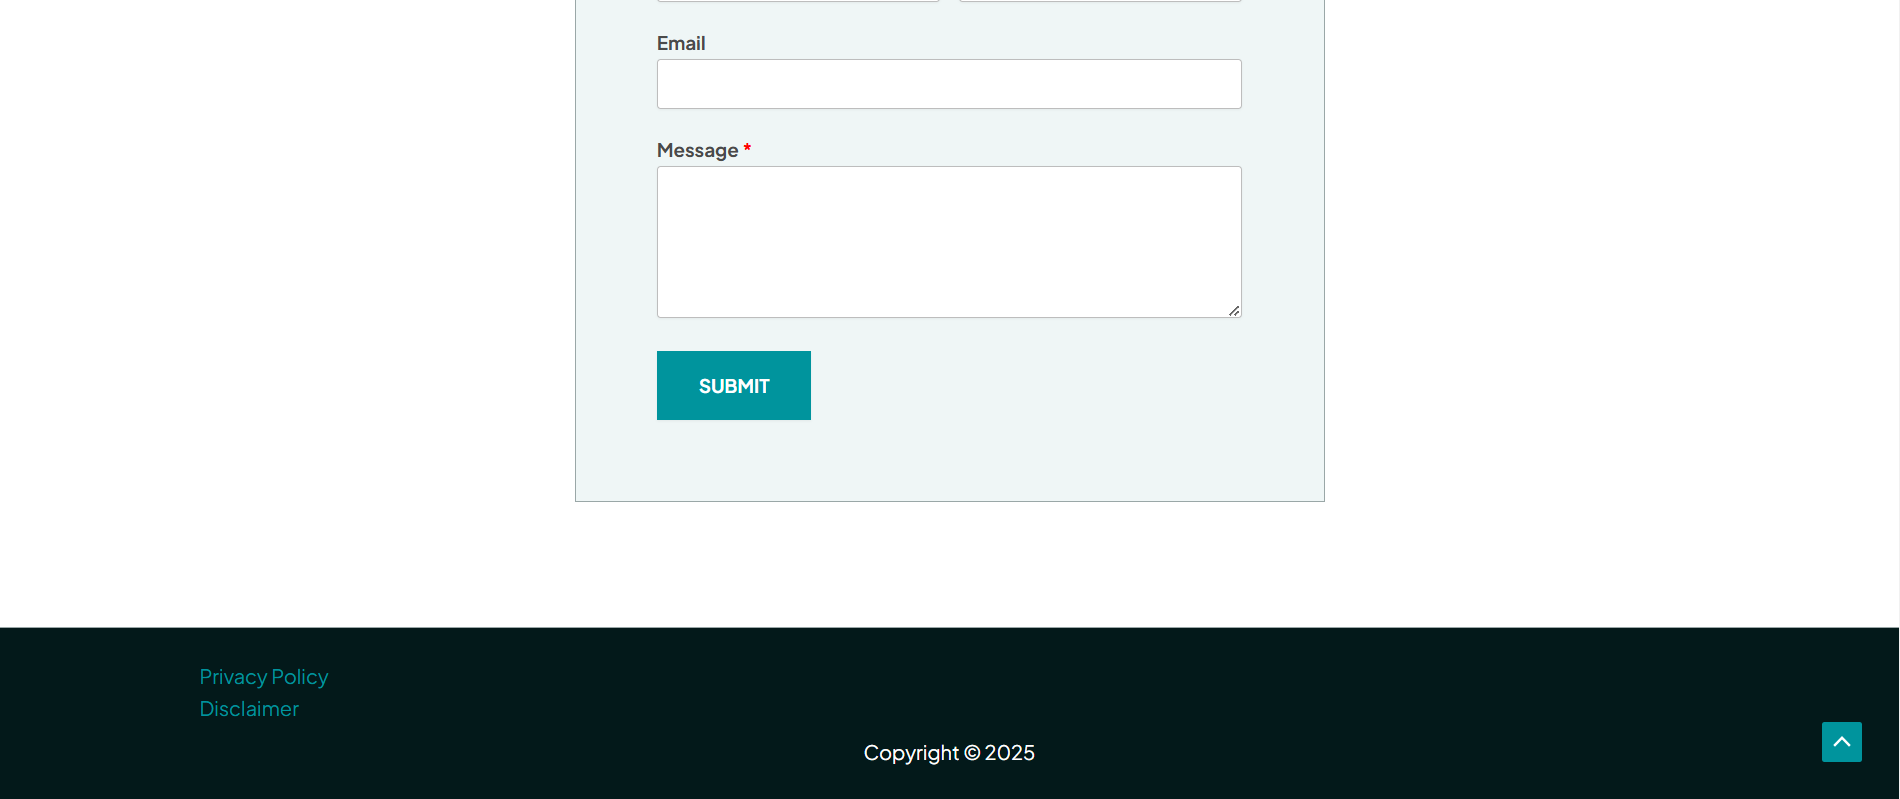 Email
Message *
SUBMIT
Privacy Policy
Disclaimer
Copyright © 2025